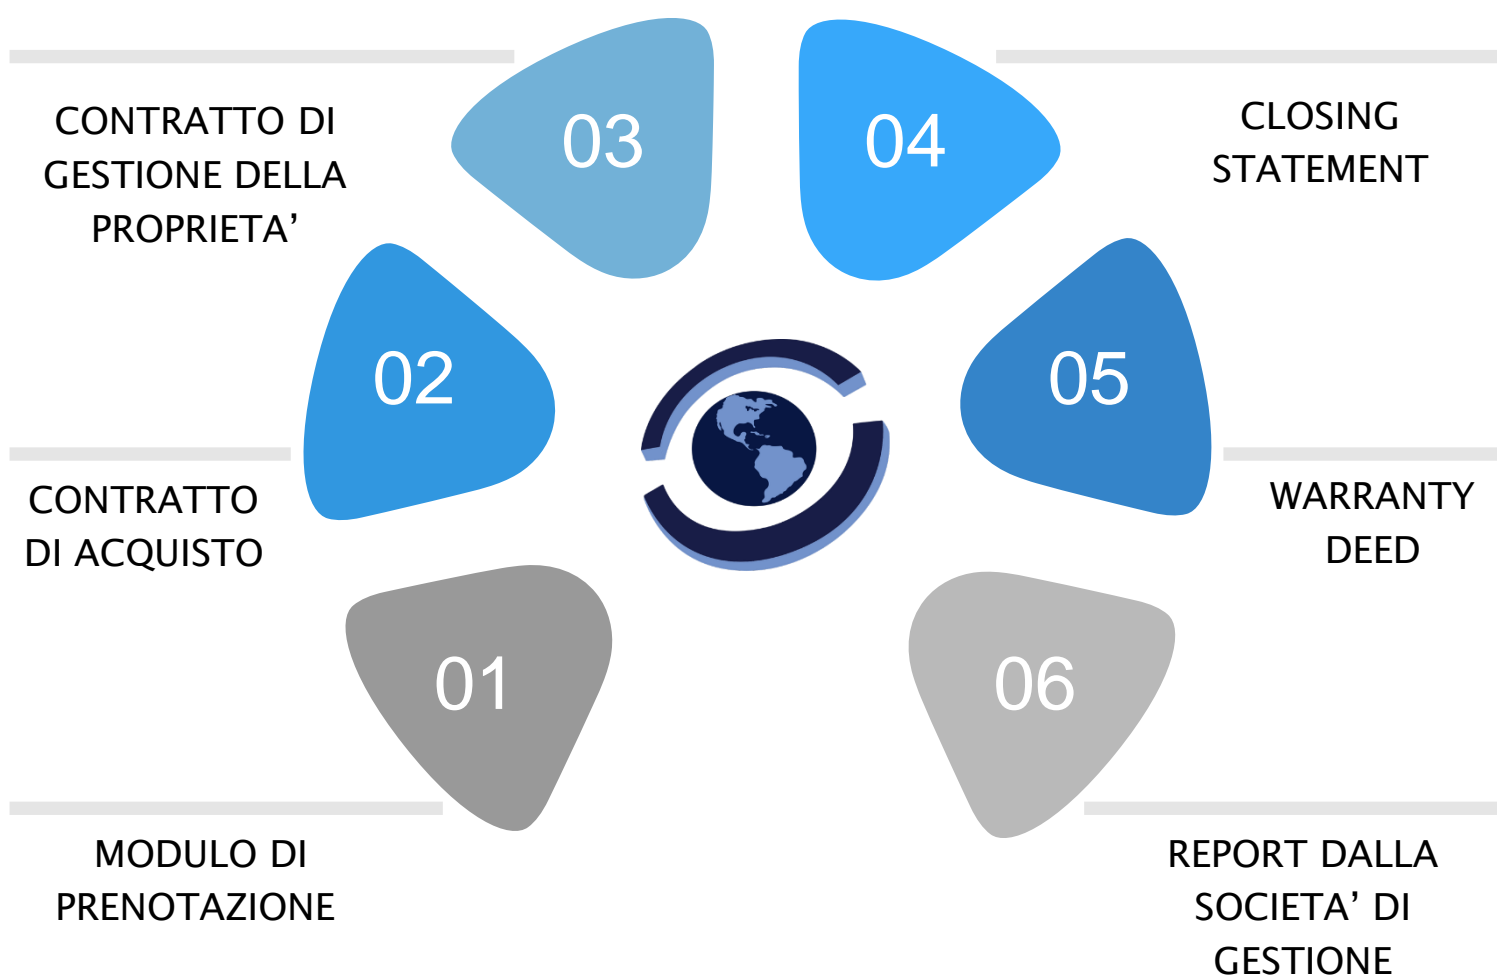 03
CONTRATTO DI
GESTIONE DELLA
PROPRIETA’
04
CLOSING
STATEMENT
02
CONTRATTO
DI ACQUISTO
05
WARRANTY
DEED
01
MODULO DI
PRENOTAZIONE
06
REPORT DALLA
SOCIETA’ DI
GESTIONE